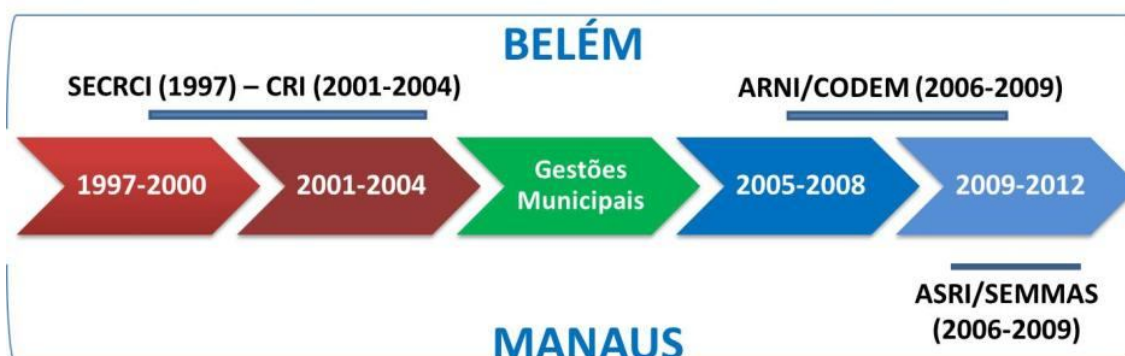 BELÉM
SECRCI (1997) – CRI (2001-2004)
ARNI/CODEM (2006-2009)
1997-2000
2001-2004
Gestões
Municipais
2005-2008
2009-2012
ASRI/SEMMAS
(2006-2009)
MANAUS